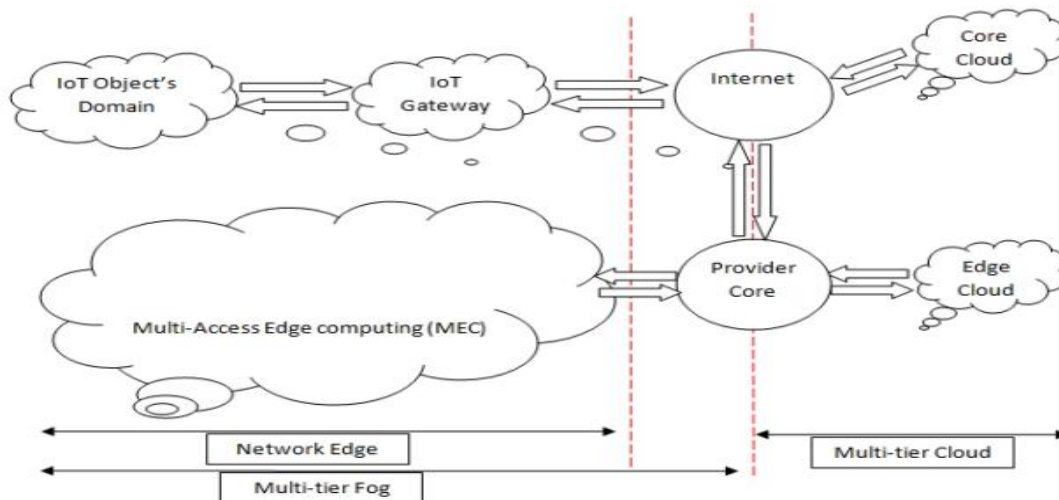 IoT Object's
Domain
IoT
Gateway
Internet
Core
Cloud
Multi-Access Edge computing (MEC)
Provider
Core
Edge
Cloud
Network Edge
Multi-tier Cloud
Multi-tier Fog